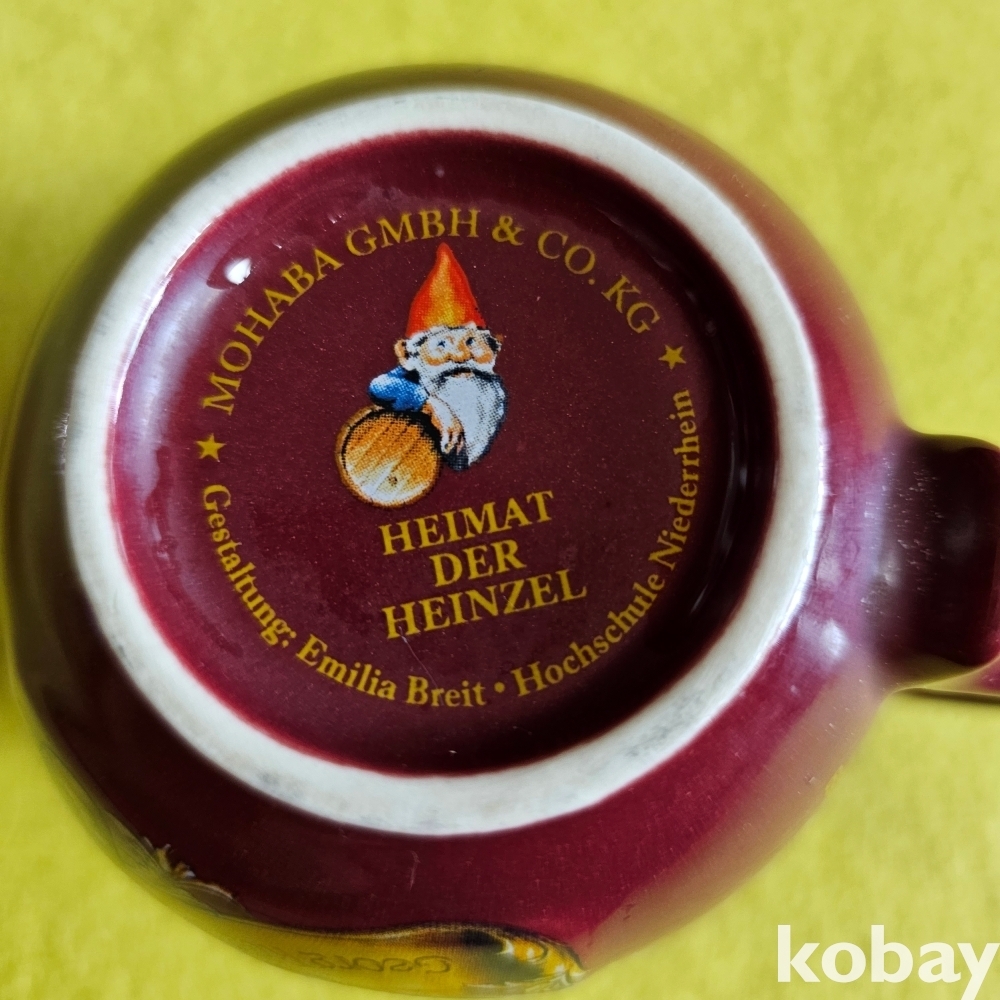 ★ MOHABA GMBH & CO. KG ★
HEIMAT
DER
HEINZEL
Gestaltung: Emilia Breit • Hochschule Niederrhein
kobay